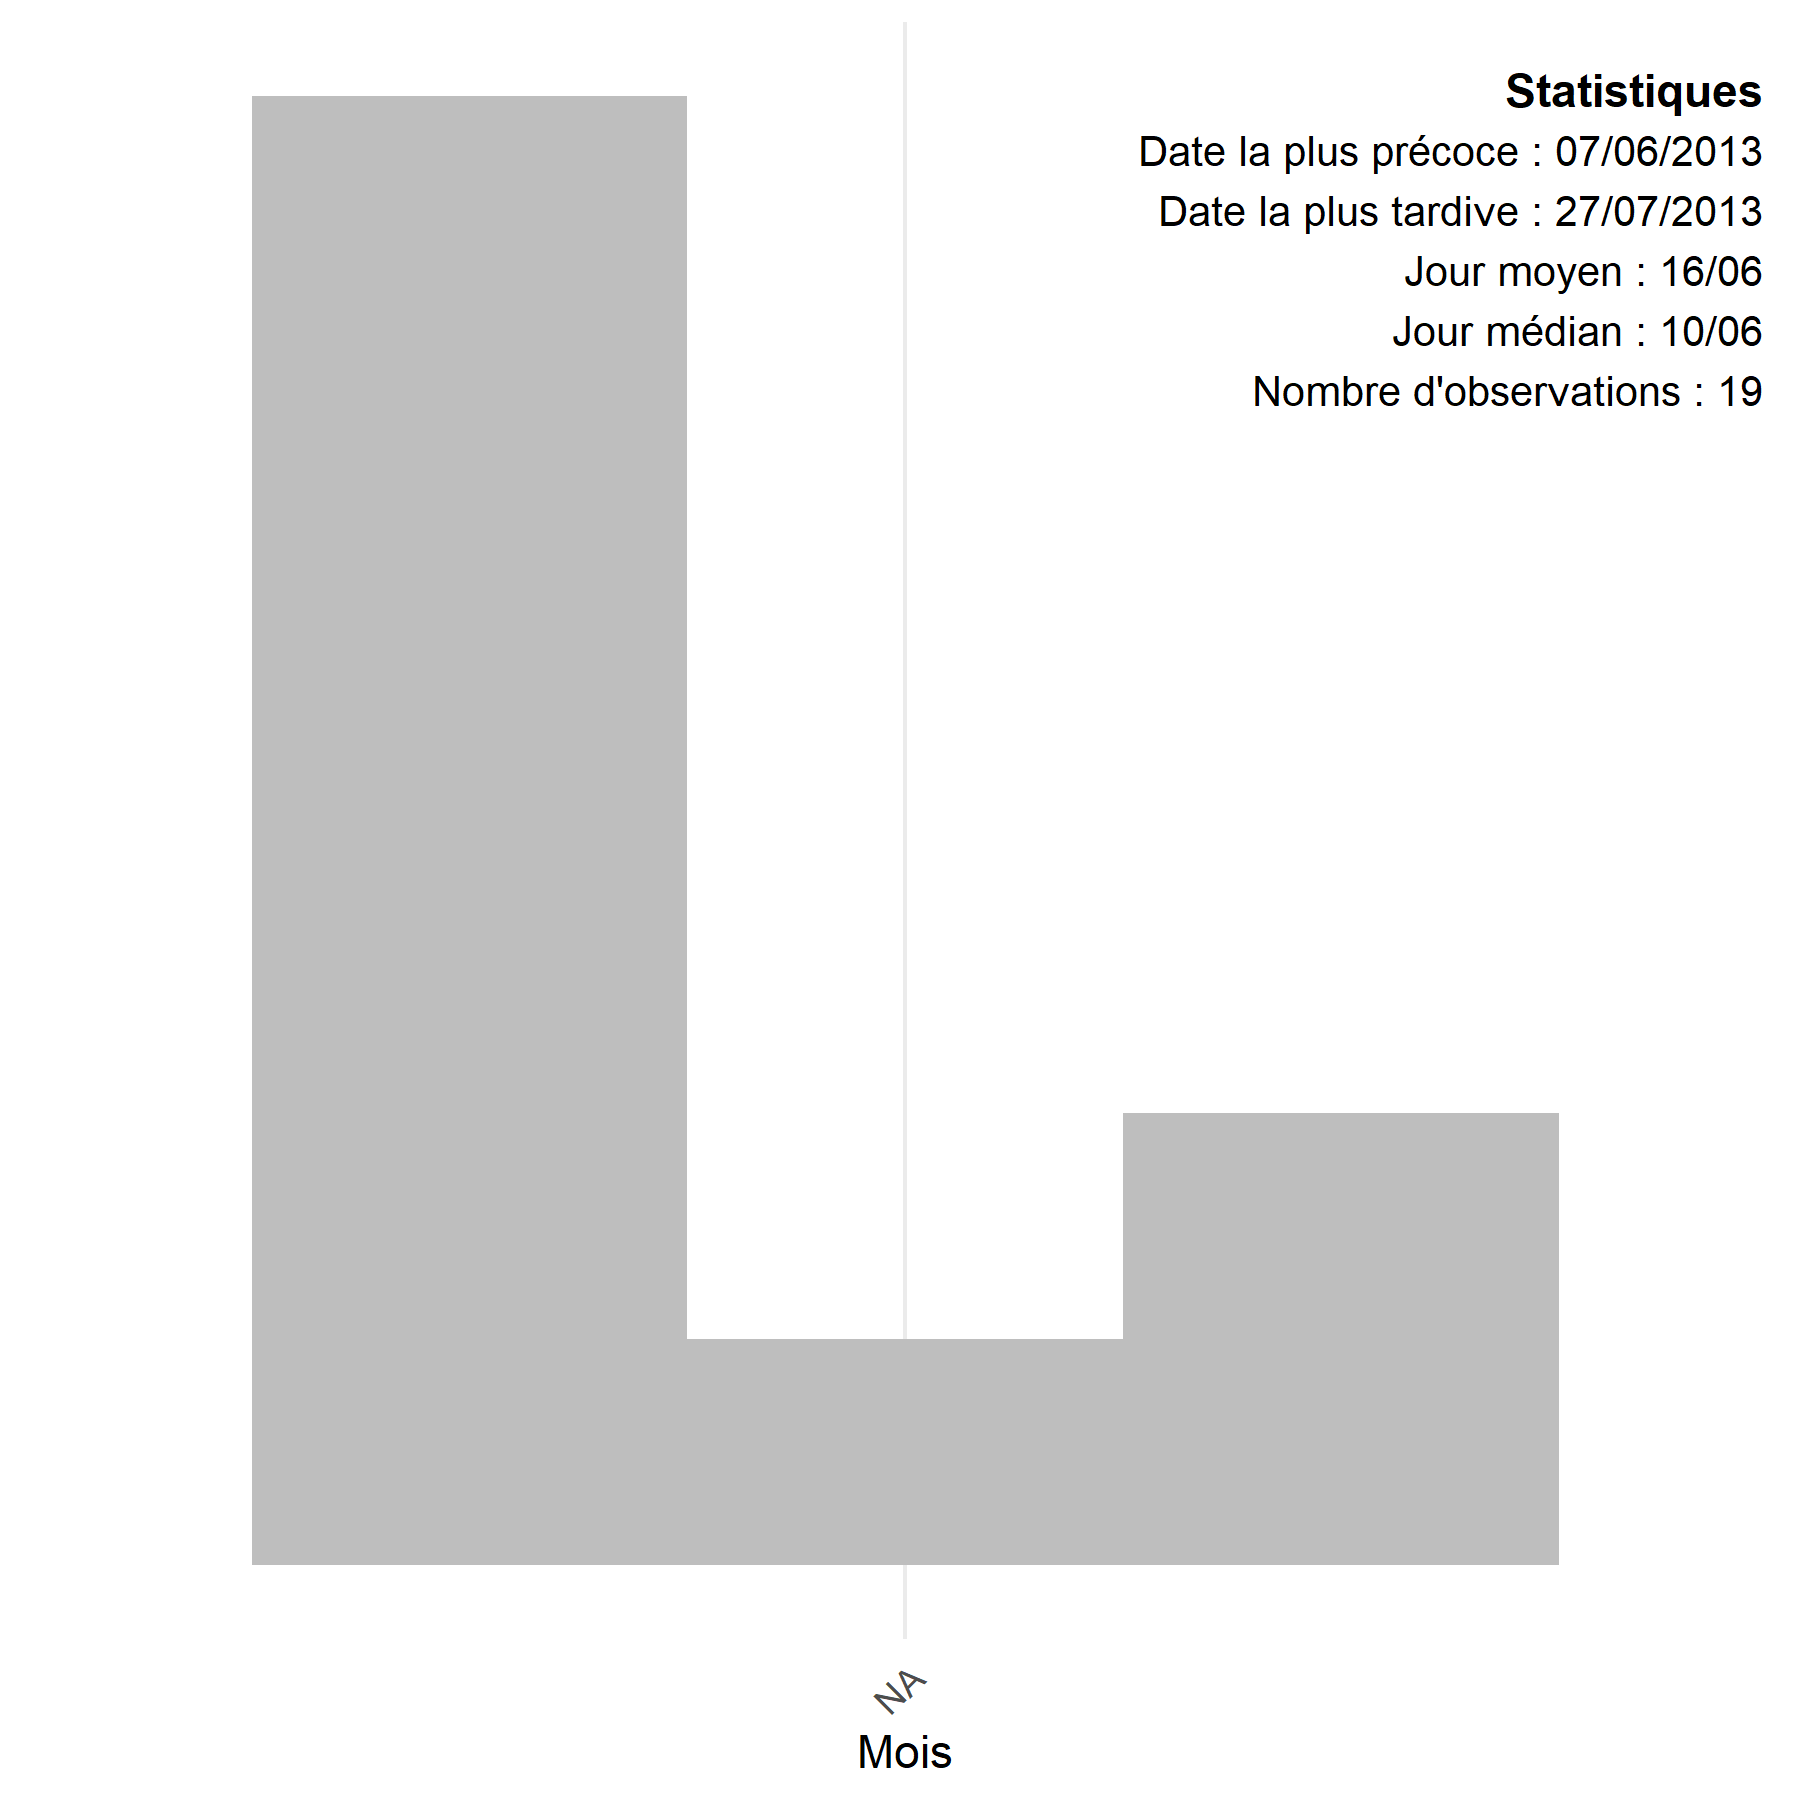 Statistiques
Date la plus précoce : 07/06/2013
Date la plus tardive : 27/07/2013
Jour moyen : 16/06
Jour médian : 10/06
Nombre d'observations : 19
NA
Mois